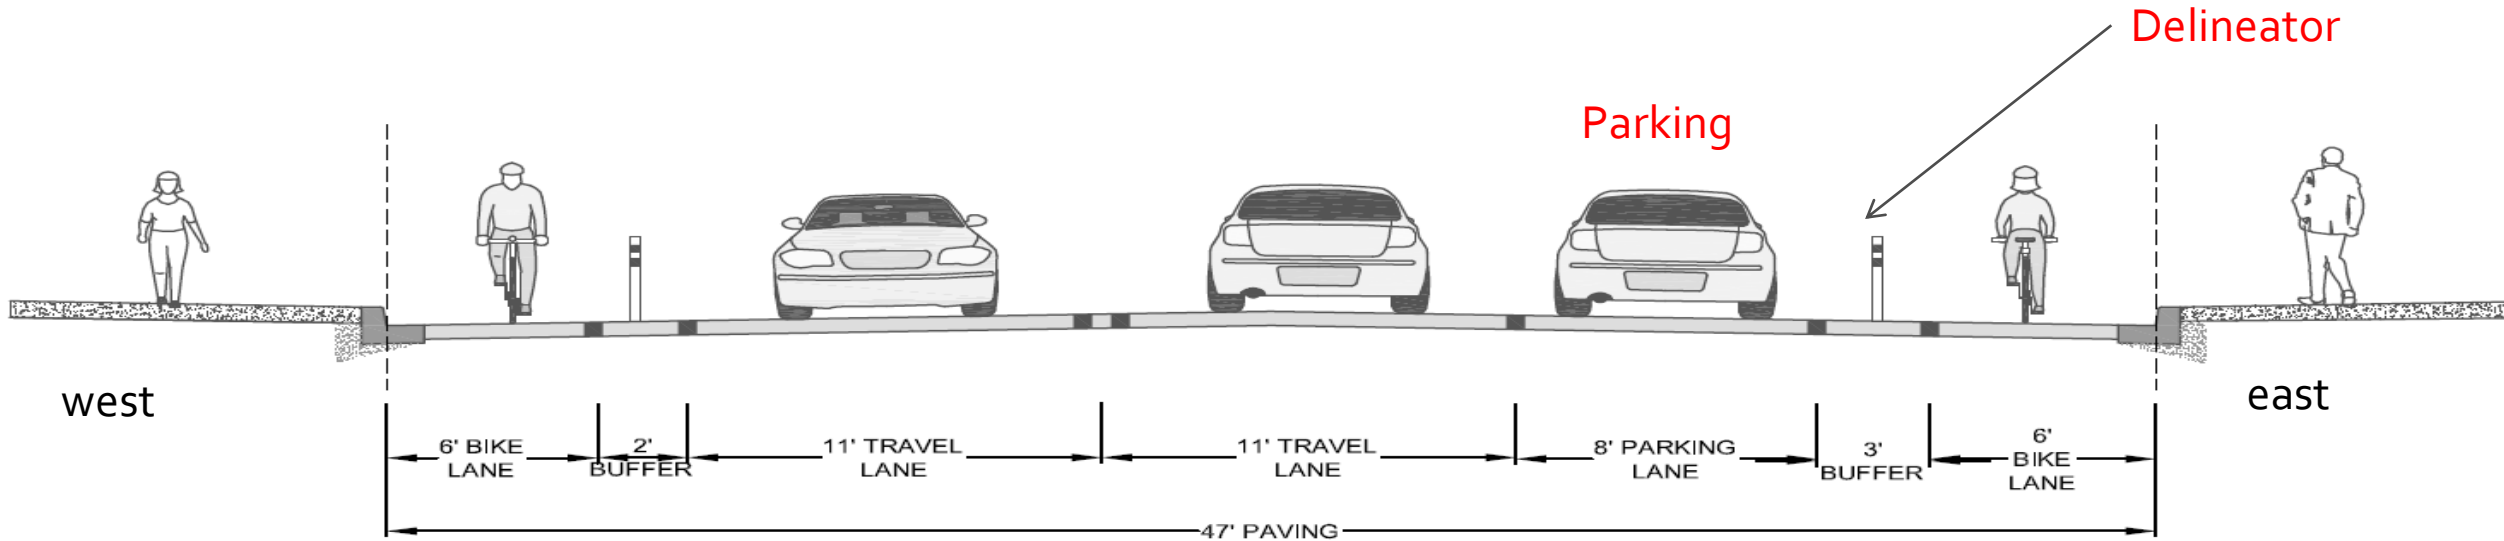 Delineator
Parking
west
east
6' BIKE
LANE
2'
BUFFER
11' TRAVEL
LANE
11' TRAVEL
LANE
8' PARKING
LANE
3'
BUFFER
6'
BIKE
LANE
47' PAVING